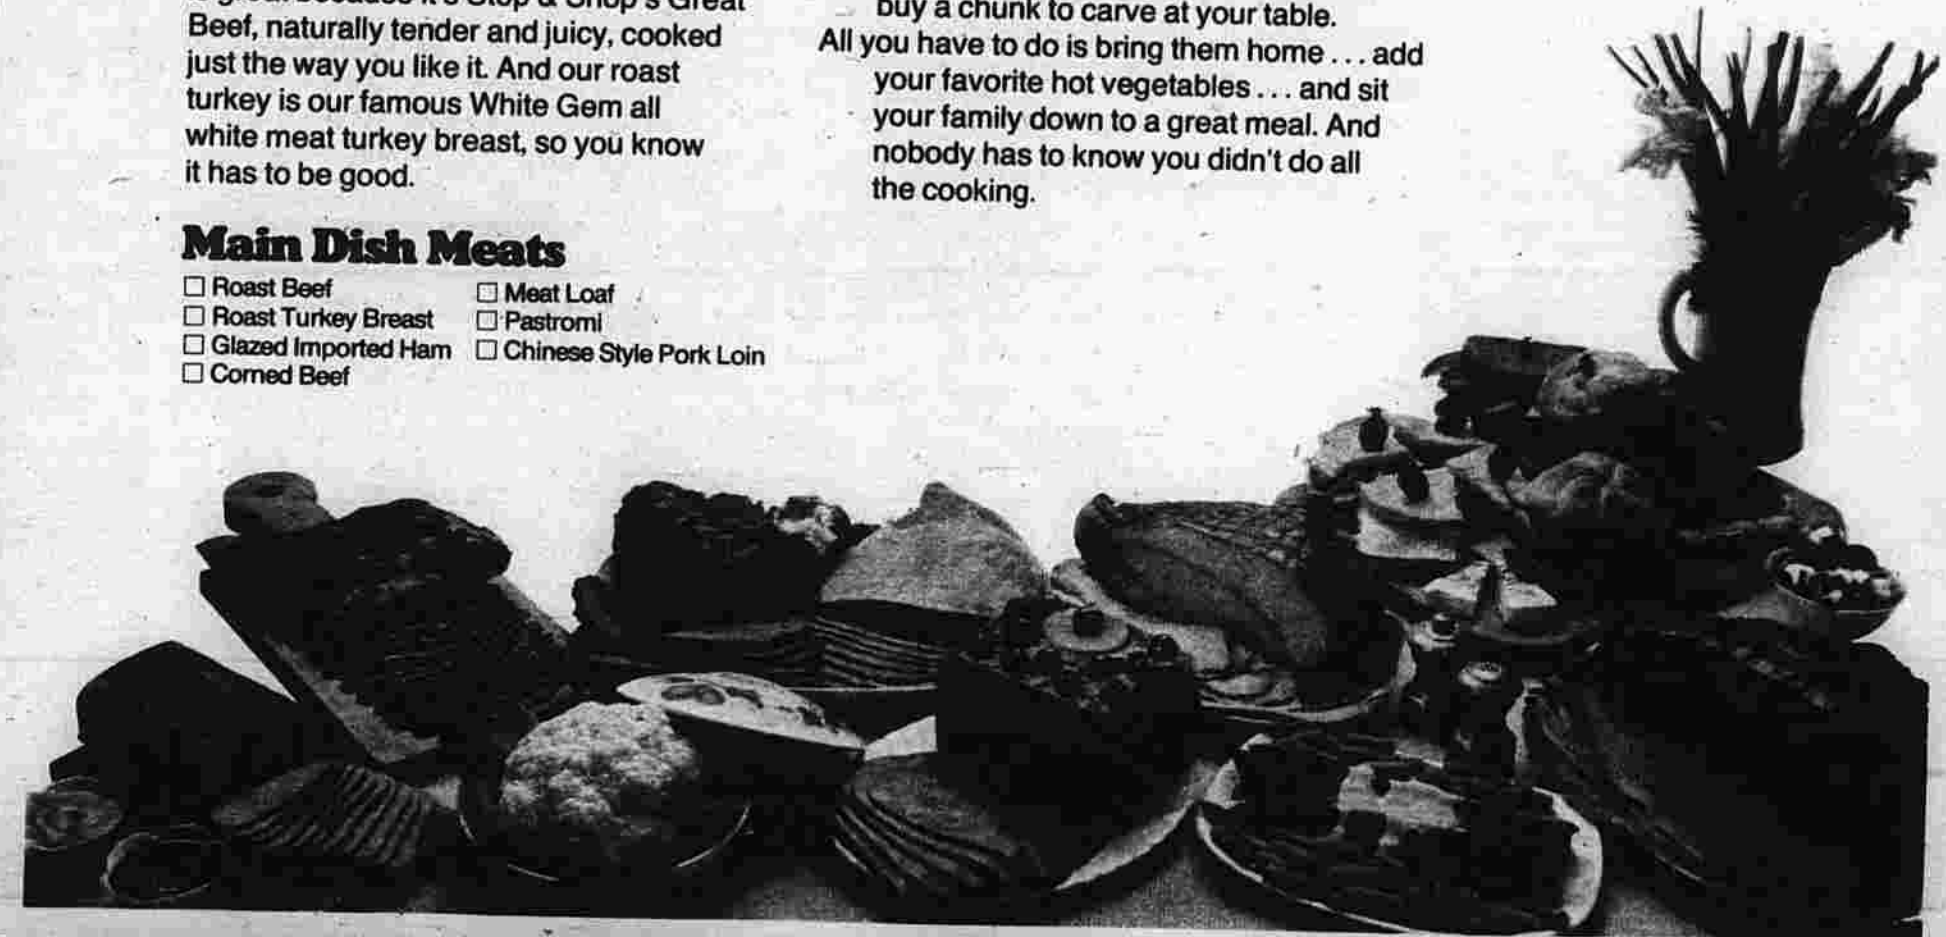 Stop & Shop's Great
Beef, naturally tender and juicy, cooked
just the way you like it. And our roast
turkey is our famous White Gem all
white meat turkey breast, so you know
it has to be good.
buy a chunk to carve at your table.
All you have to do is bring them home... add
your favorite hot vegetables... and sit
your family down to a great meal. And
nobody has to know you didn't do all
the cooking.
Main Dish Meats
☐ Roast Beef
☐ Roast Turkey Breast
☐ Glazed Imported Ham
☐ Corned Beef
☐ Meat Loaf
☐ Pastromi
☐ Chinese Style Pork Loin